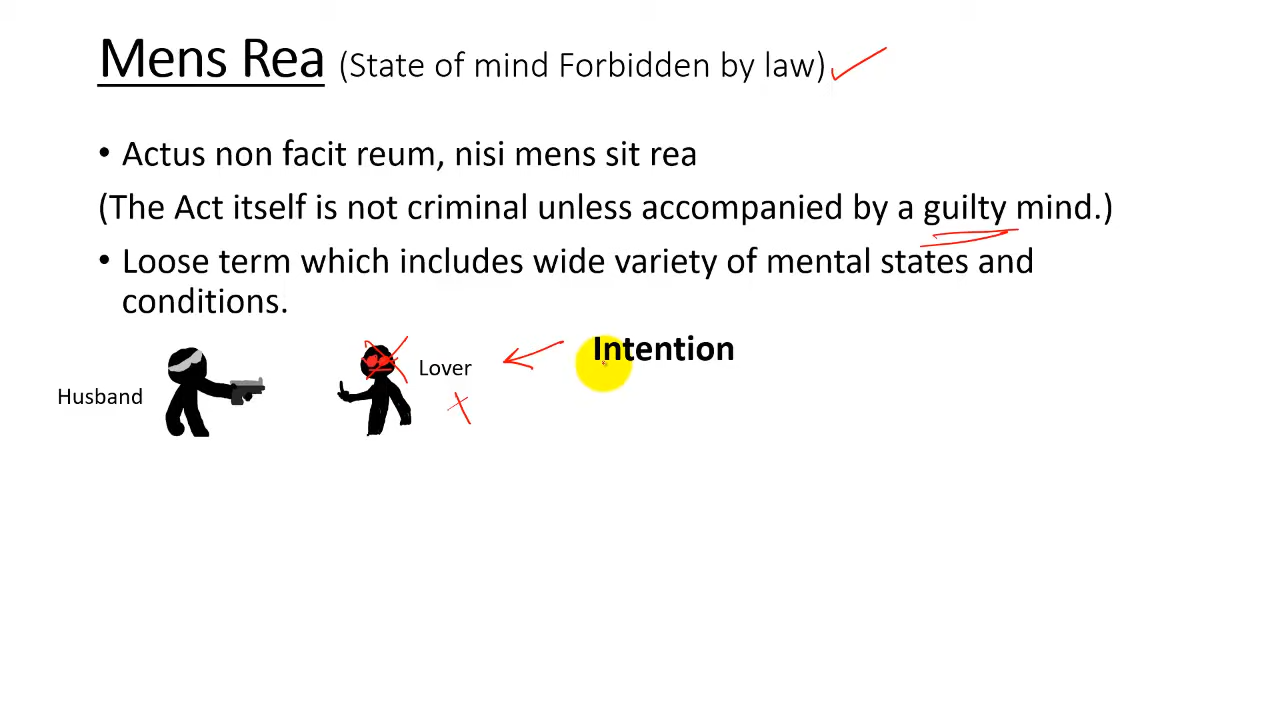 Mens Rea (State of mind Forbidden by law)
• Actus non facit reum, nisi mens sit rea
(The Act itself is not criminal unless accompanied by a guilty mind.)
• Loose term which includes wide variety of mental states and
conditions.
Intention
Lover
Husband